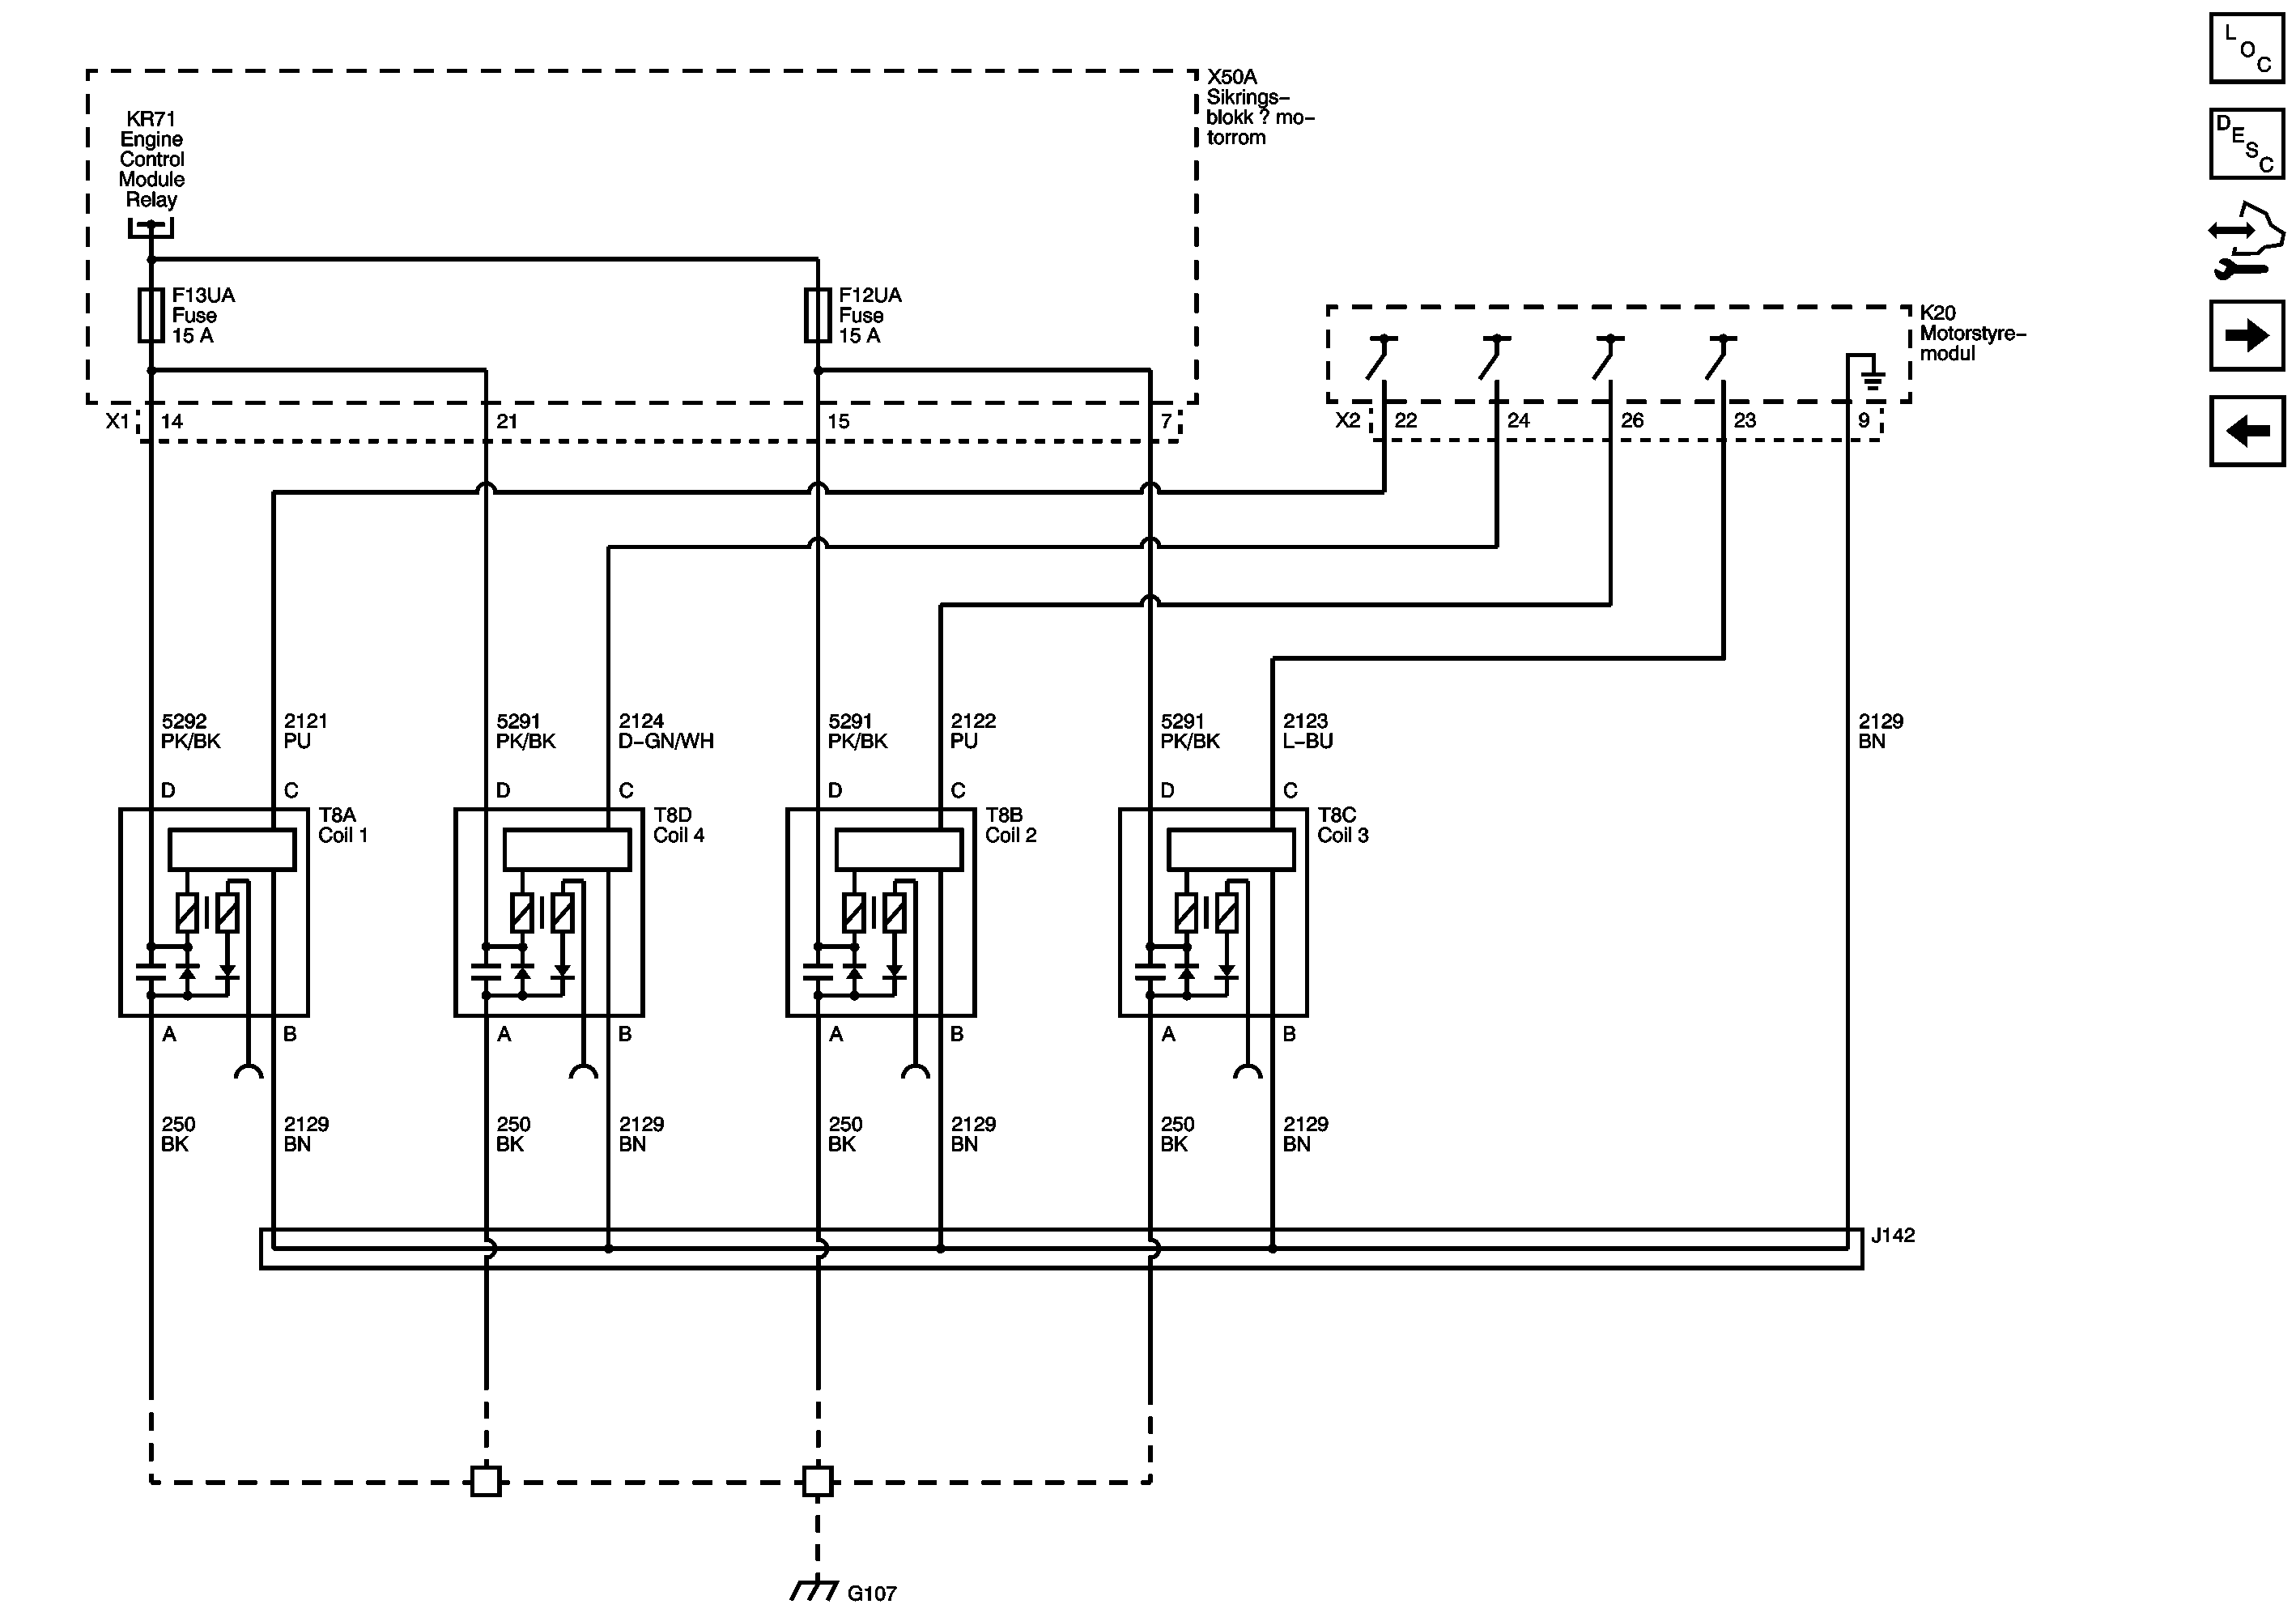 L
O
C
D
E
S
C
X50A
Sikrings-
blokk ? mo-
torrom
KR71
Engine
Control
Module
Relay
F13UA
Fuse
15 A
F12UA
Fuse
15 A
K20
Motorstyre-
modul
X1 14 21 15 7
X2 22 24 26 23 9
5292
PK/BK
2121
PU
5291
PK/BK
2124
D-GN/WH
5291
PK/BK
2122
PU
5291
PK/BK
2123
L-BU
2129
BN
D C D C D C D C
T8A
Coil 1
T8D
Coil 4
T8B
Coil 2
T8C
Coil 3
A B A B A B A B
250
BK
2129
BN
250
BK
2129
BN
250
BK
2129
BN
250
BK
2129
BN
J142
G107